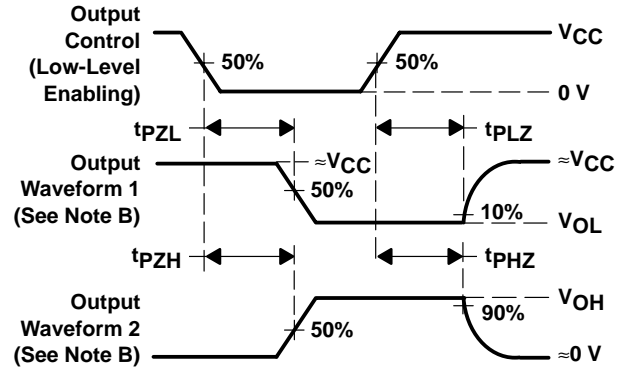 Output
Control
(Low-Level
Enabling)
50%
50%
VCC
0 V
tPZL
tPLZ
Output
Waveform 1
(See Note B)
≈VCC
50%
≈VCC
10%
VOL
tPZH
tPHZ
Output
Waveform 2
(See Note B)
50%
VOH
90%
≈0 V